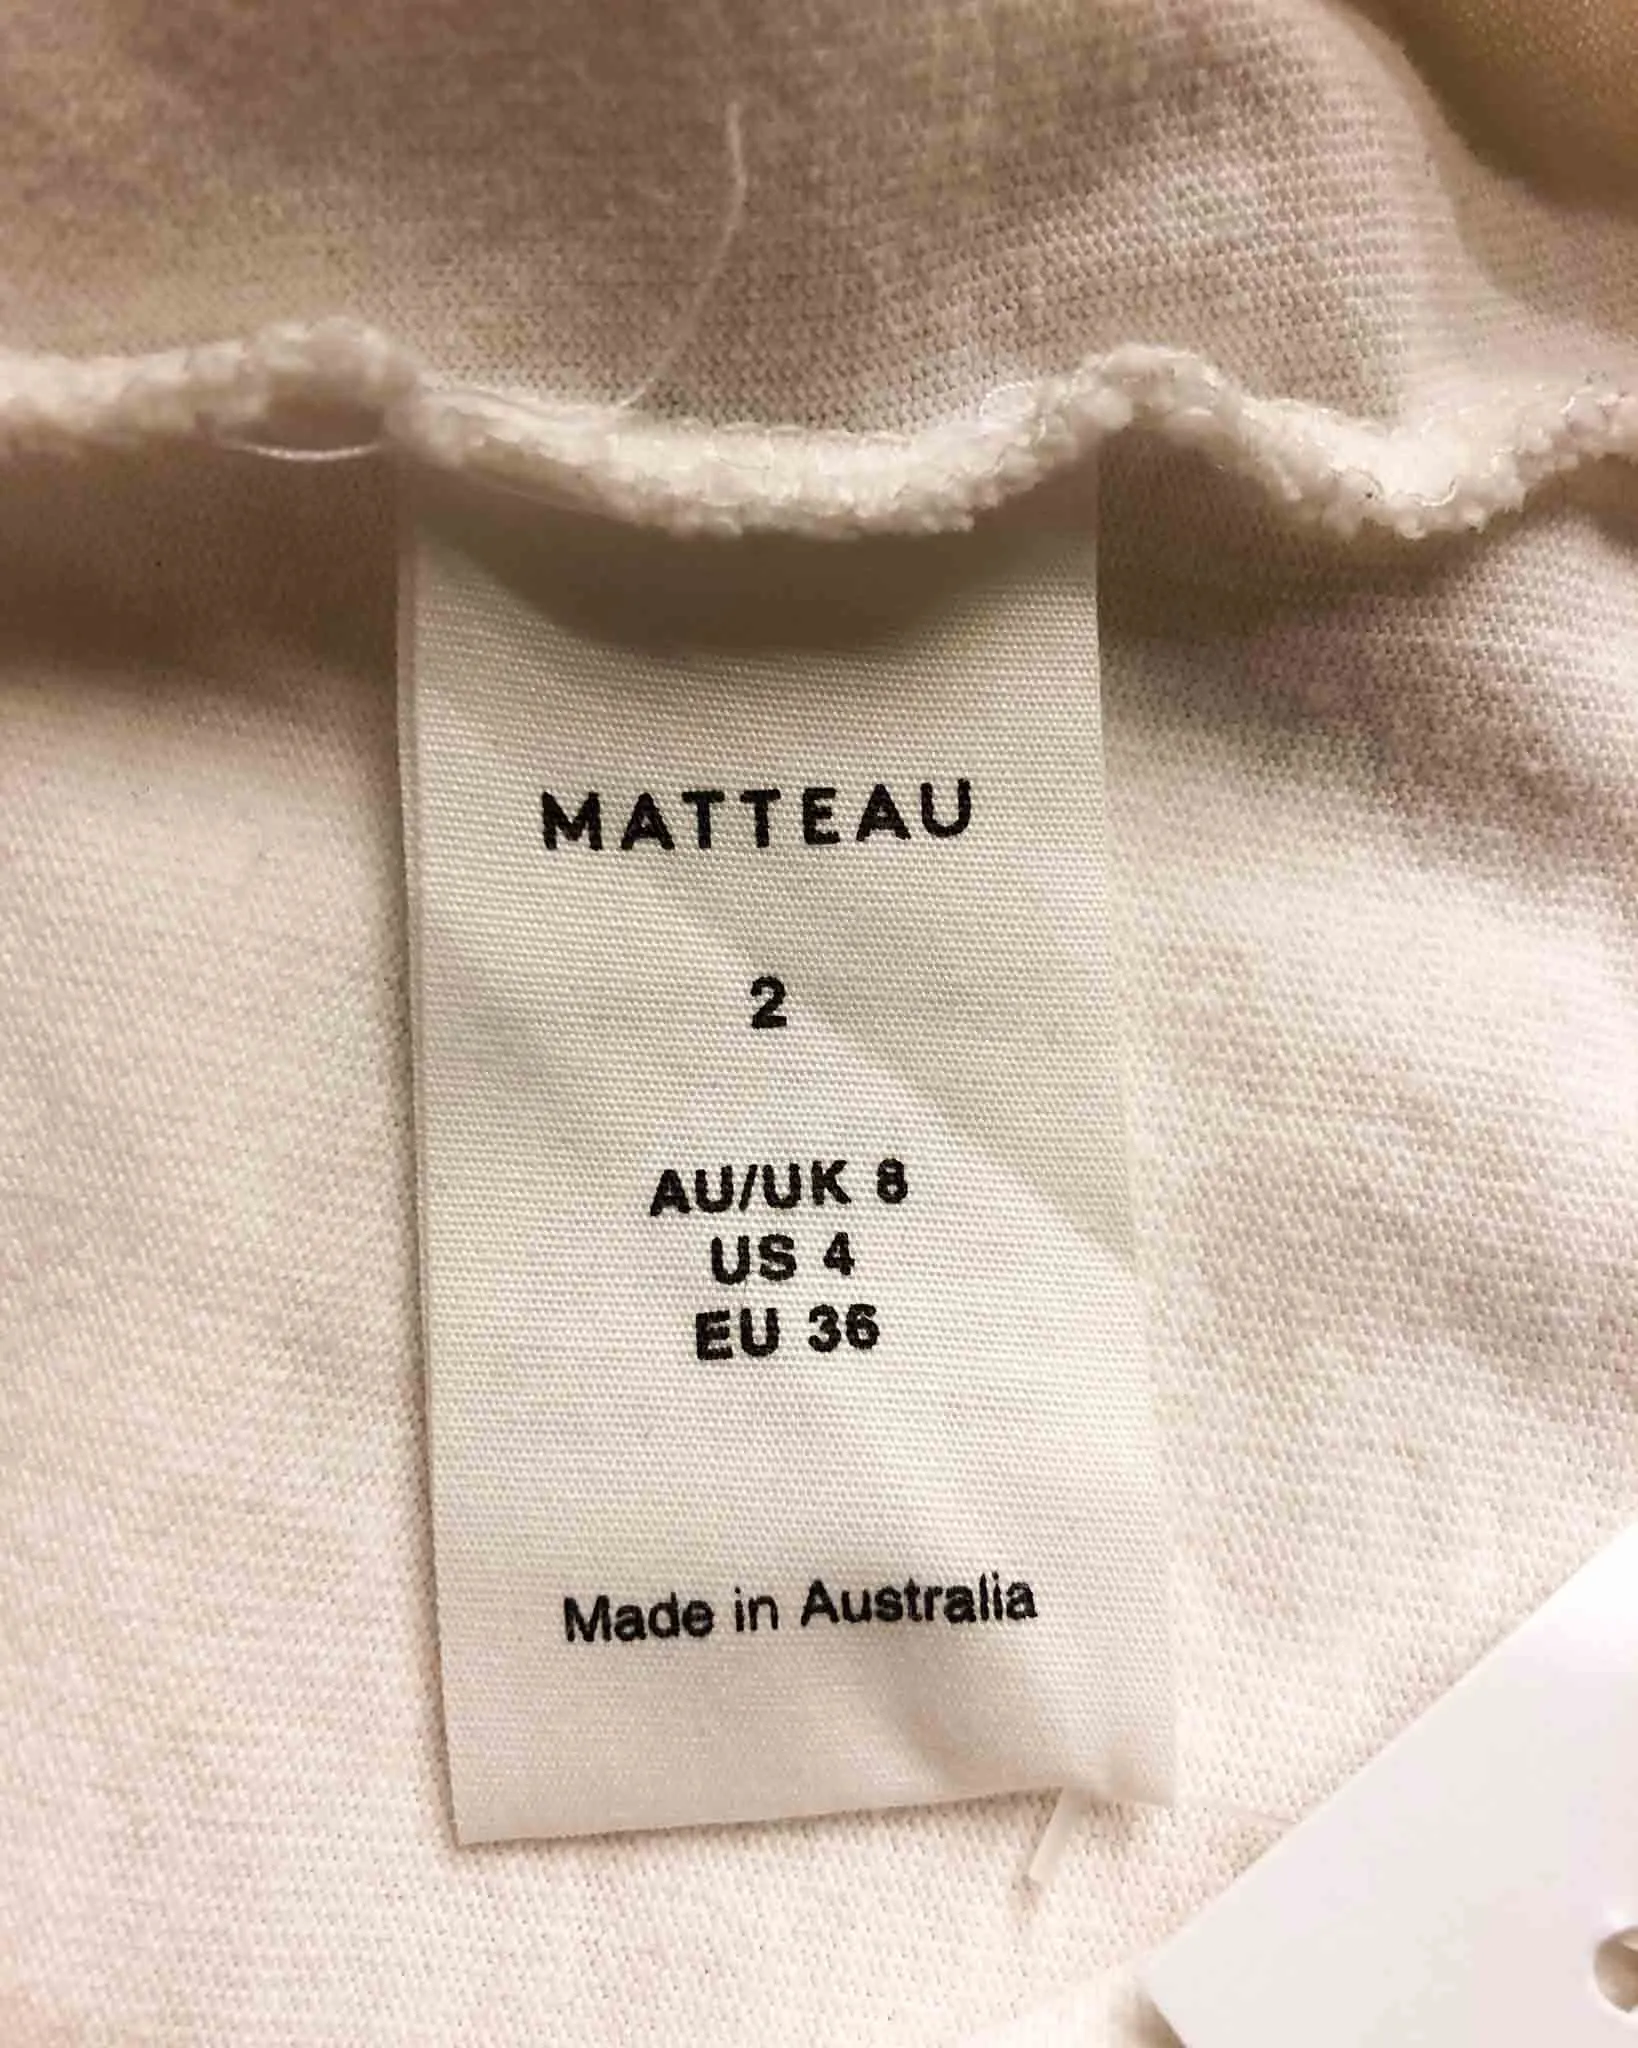 MATTEAU
2
AU/UK 8
US 4
EU 36
Made in Australia